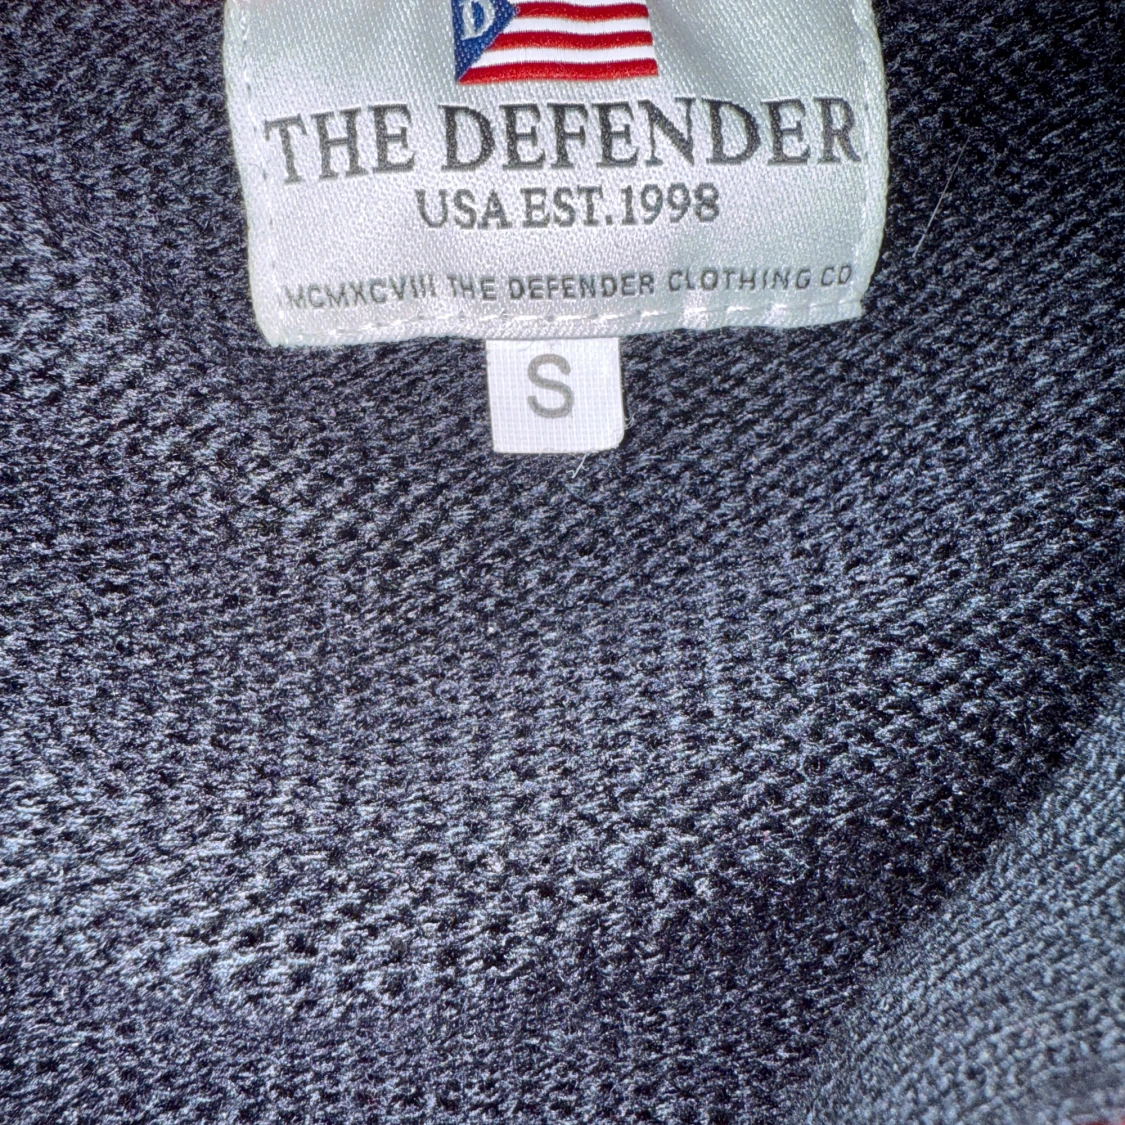 D
THE DEFENDER
USA EST. 1998
MCMXCVIII THE DEFENDER CLOTHING CO
S